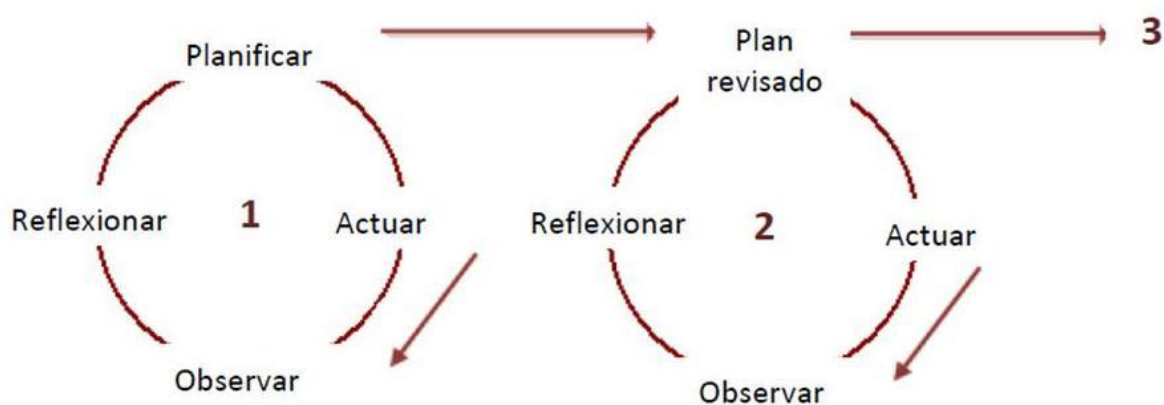 Planificar
Reflexionar
1
Actuar
Observar
Plan
revisado
Reflexionar
2
Actuar
Observar
3